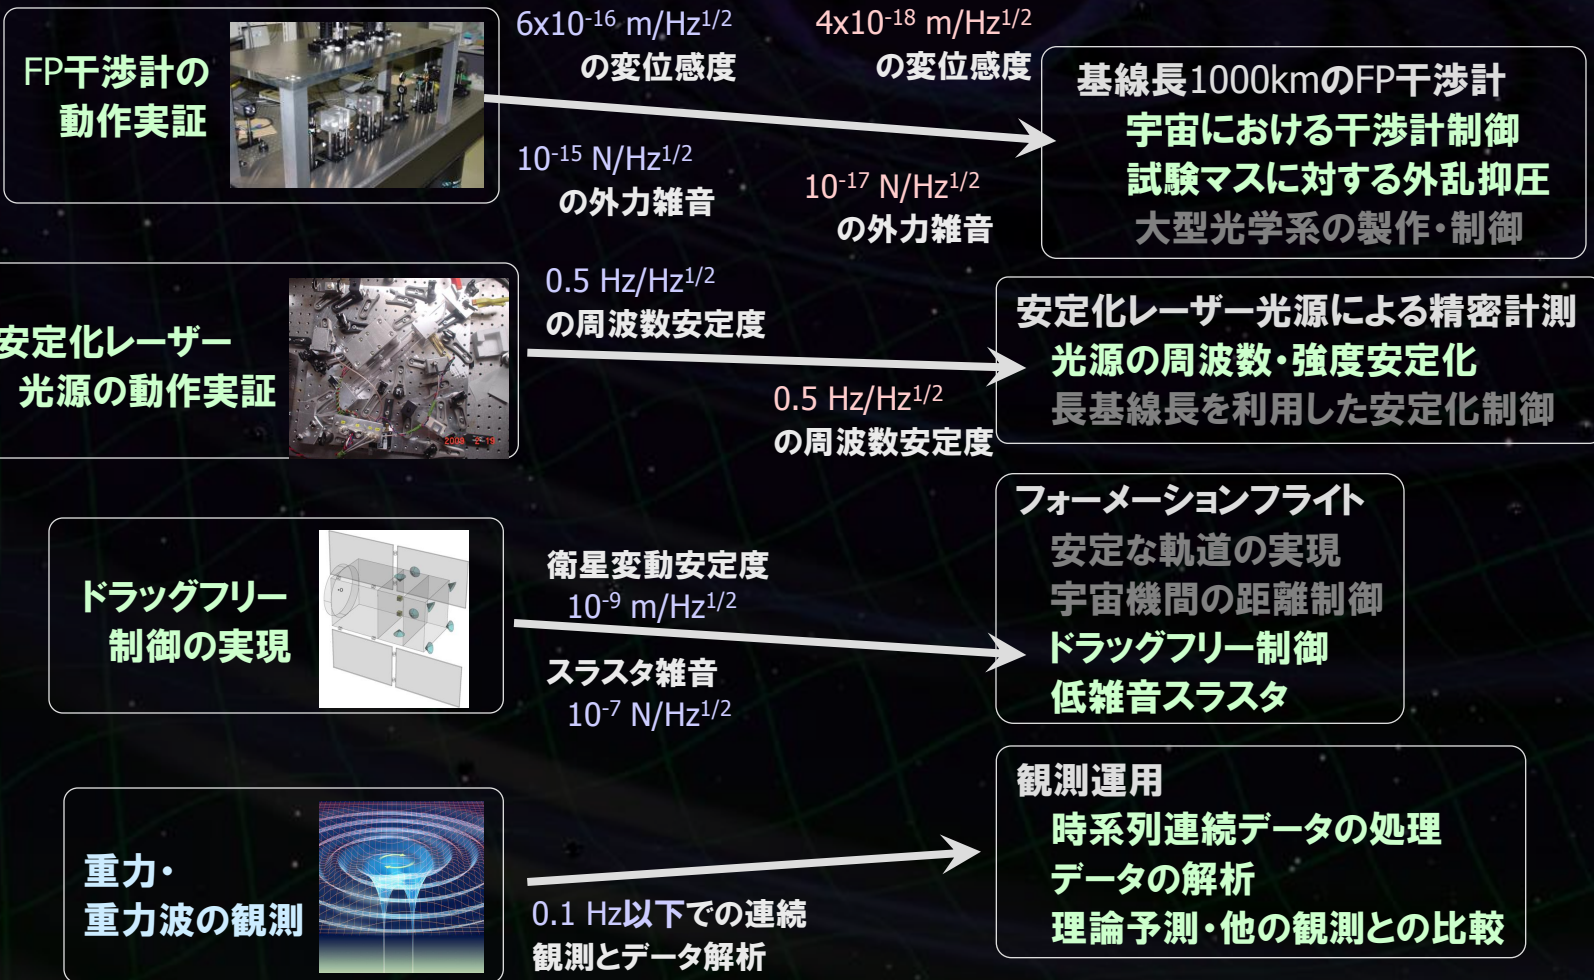 FP干渉計の
動作実証
6x10-16 m/Hz1/2
の変位感度
4x10-18 m/Hz1/2
の変位感度
10-15 N/Hz1/2
の外力雑音
10-17 N/Hz1/2
の外力雑音
基線長1000kmのFP干渉計
宇宙における干渉計制御
試験マスに対する外乱抑圧
大型光学系の製作・制御
安定化レーザー
光源の動作実証
2008 2 19
0.5 Hz/Hz1/2
の周波数安定度
0.5 Hz/Hz1/2
の周波数安定度
安定化レーザー光源による精密計測
光源の周波数・強度安定化
長基線長を利用した安定化制御
ドラッグフリー
制御の実現
衛星変動安定度
10-9 m/Hz1/2
スラスタ雑音
10-7 N/Hz1/2
フォーメーションフライト
安定な軌道の実現
宇宙機間の距離制御
ドラッグフリー制御
低雑音スラスタ
重力・
重力波の観測
0.1 Hz以下での連続
観測とデータ解析
観測運用
時系列連続データの処理
データの解析
理論予測・他の観測との比較